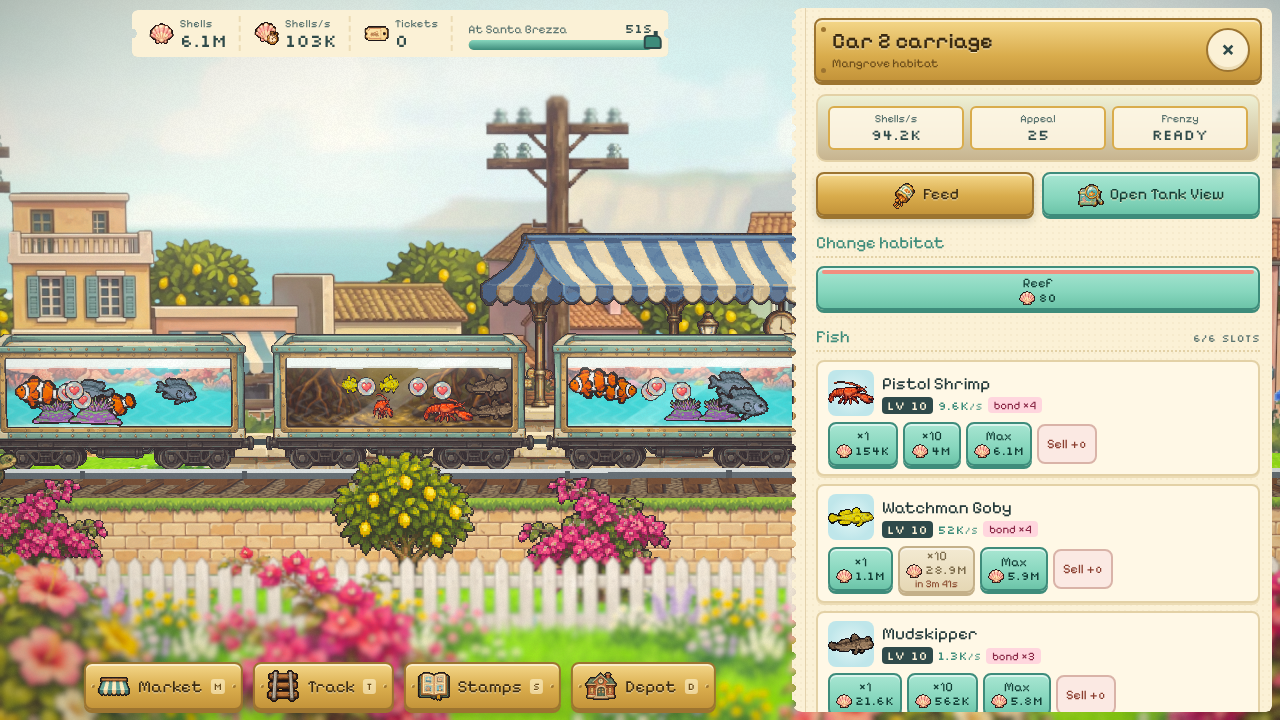 Shells
6.1M
Shells/s
103K
Tickets
0
At Santa Brezza
51s
Car 2 carriage
Mangrove habitat
×
Shells/s
94.2K
Appeal
25
Frenzy
READY
Feed
Open Tank View
Change habitat
Reef
80
Fish
6/6 SLOTS
Pistol Shrimp
LV 10 9.6K/s bond ×4
×1
154K
×10
4M
Max
6.1M
Sell +0
Watchman Goby
LV 10 52K/s bond ×4
×1
1.1M
×10
28.9M
in 3m 41s
Max
5.9M
Sell +0
Mudskipper
LV 10 1.3K/s bond ×3
×1
21.6K
×10
562K
Max
5.8M
Sell +0
Market M
Track T
Stamps S
Depot D